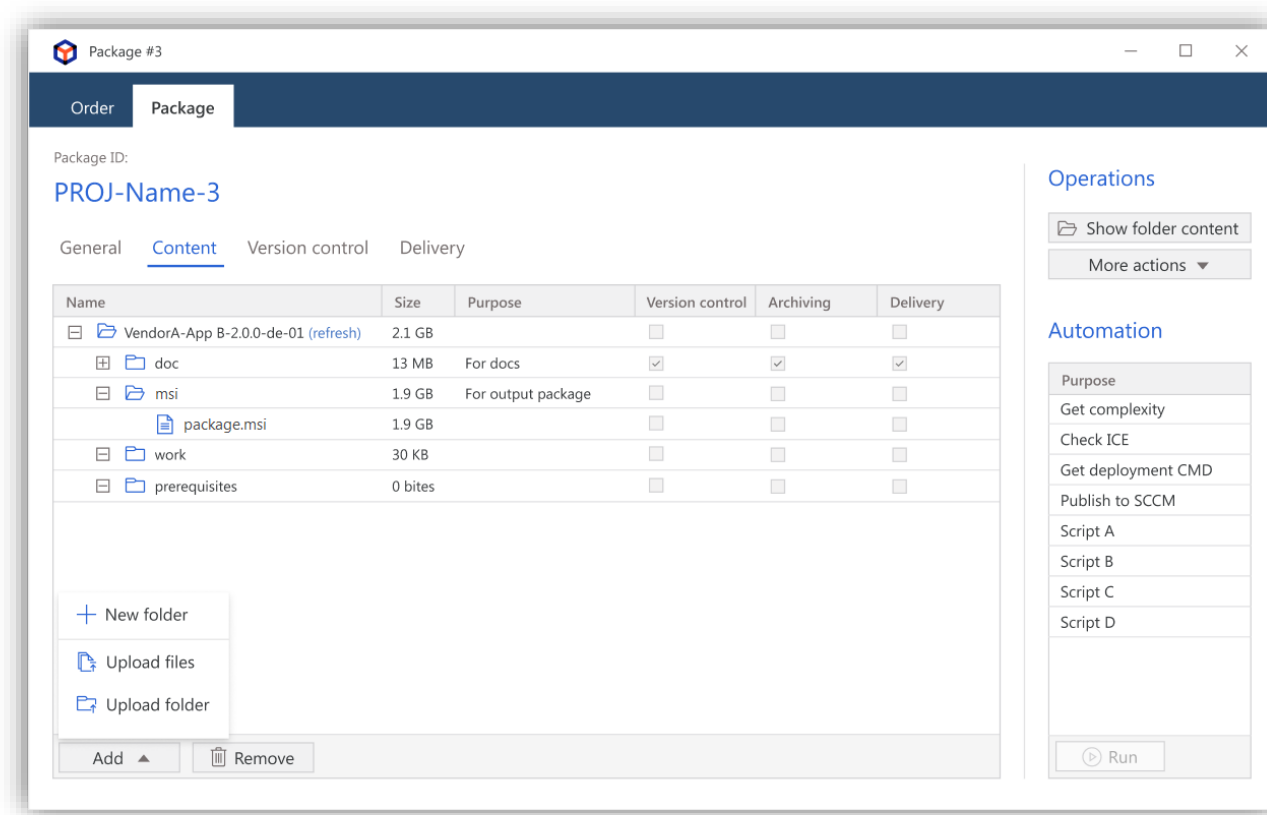 Package #3
Order Package
Package ID:
PROJ-Name-3
General Content Version control Delivery
Name Size Purpose Version control Archiving Delivery
VendorA-App B-2.0.0-de-01 (refresh) 2.1 GB
doc 13 MB For docs
msi 1.9 GB For output package
package.msi 1.9 GB
work 30 KB
prerequisites 0 bites
New folder
Upload files
Upload folder
Add Remove
Operations
Show folder content
More actions
Automation
Purpose
Get complexity
Check ICE
Get deployment CMD
Publish to SCCM
Script A
Script B
Script C
Script D
Run